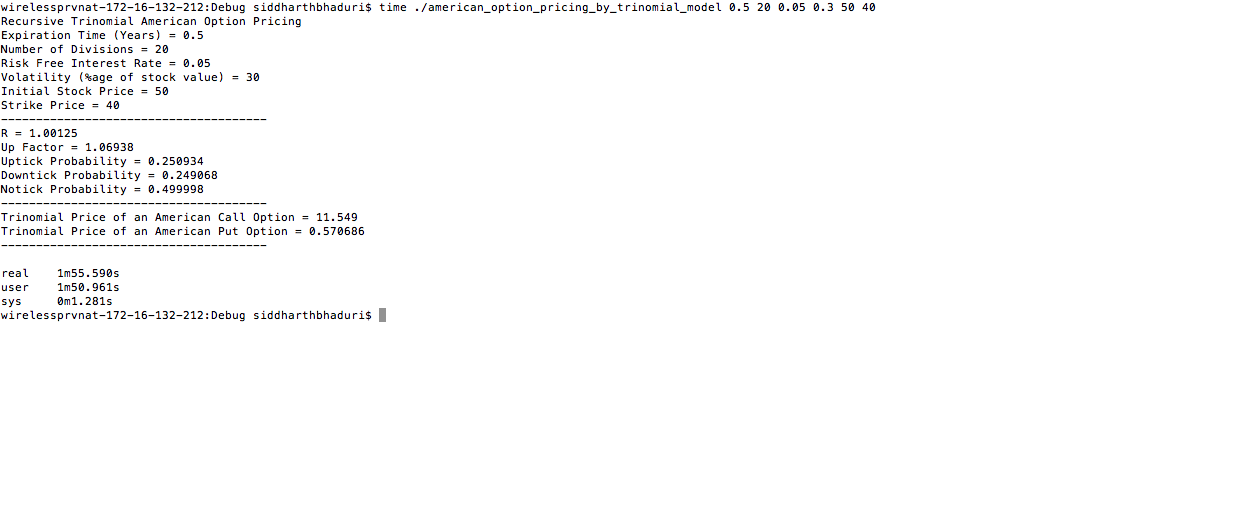 wirelessprvnat-172-16-132-212:Debug siddharthbhaduri$ time ./american_option_pricing_by_trinomial_model 0.5 20 0.05 0.3 50 40
Recursive Trinomial American Option Pricing
Expiration Time (Years) = 0.5
Number of Divisions = 20
Risk Free Interest Rate = 0.05
Volatility (%age of stock value) = 30
Initial Stock Price = 50
Strike Price = 40
--------------------------------------
R = 1.00125
Up Factor = 1.06938
Uptick Probability = 0.250934
Downtick Probability = 0.249068
Notick Probability = 0.499998
--------------------------------------
Trinomial Price of an American Call Option = 11.549
Trinomial Price of an American Put Option = 0.570686
--------------------------------------
real 1m55.590s
user 1m50.961s
sys 0m1.281s
wirelessprvnat-172-16-132-212:Debug siddharthbhaduri$